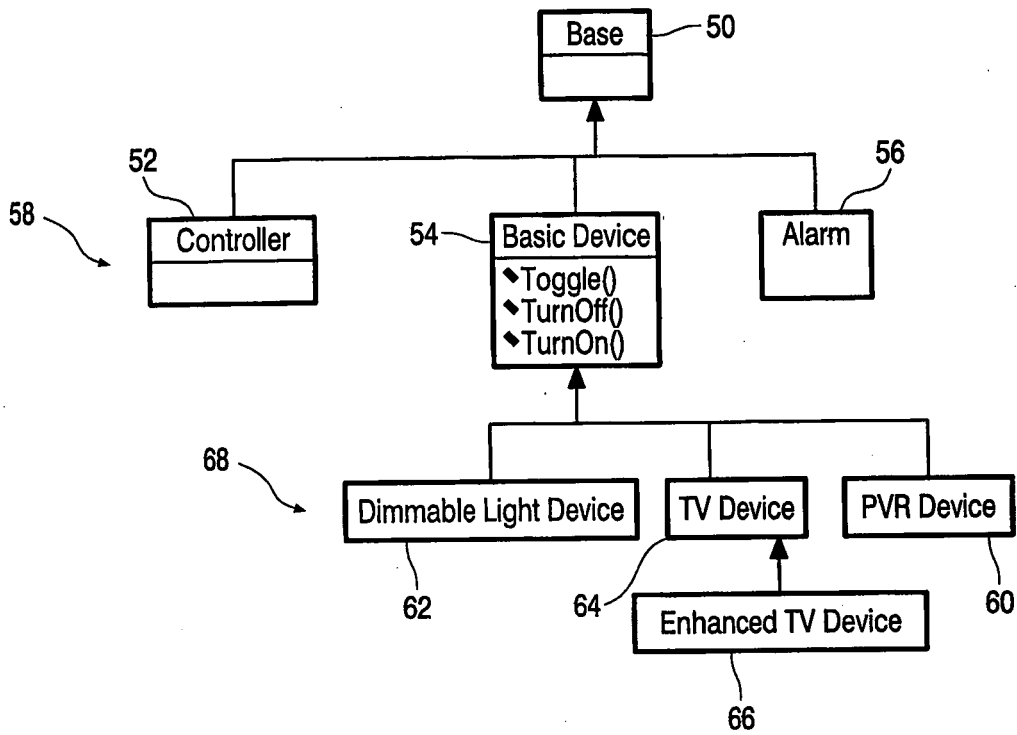 Base
50
52
56
58
Controller
54
Basic Device
Alarm
Toggle()
TurnOff()
TurnOn()
68
Dimmable Light Device
TV Device
PVR Device
62
64
60
Enhanced TV Device
66